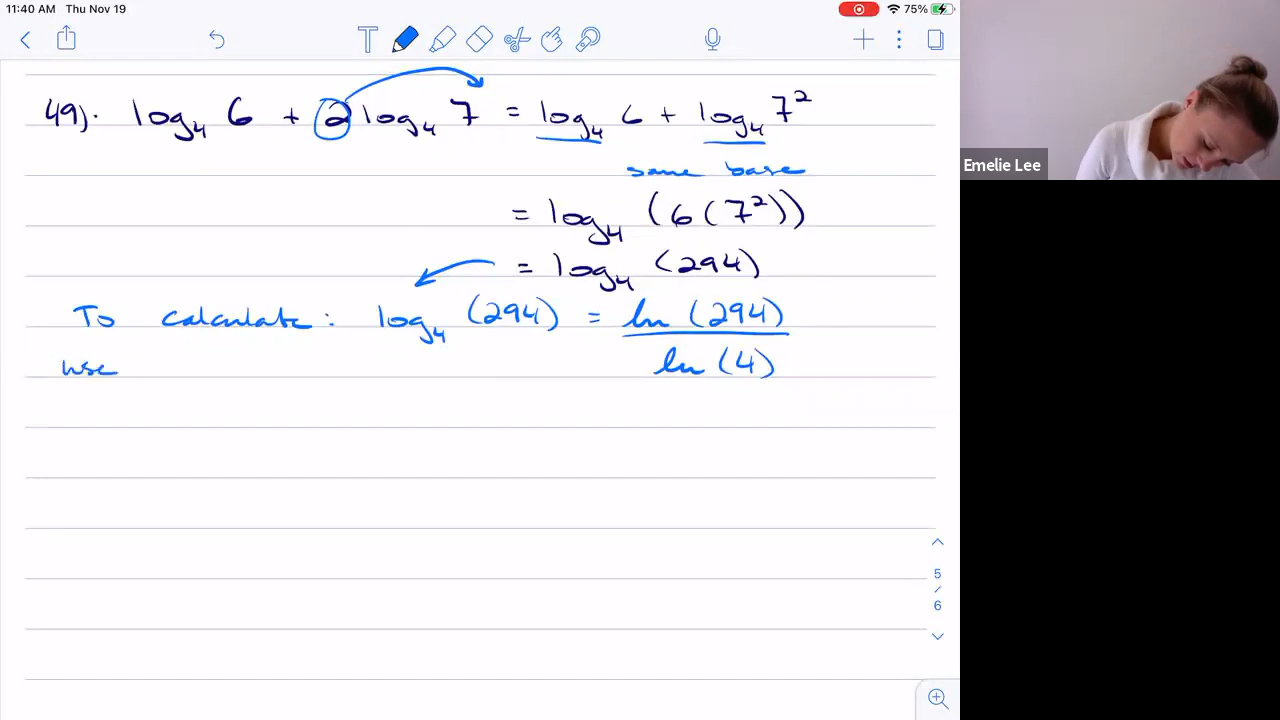 11:40 AM Thu Nov 19 75%
T
49). log₄ 6 + 2 log₄ 7 = log₄ 6 + log₄ 7²
same base
= log₄ (6(7²))
= log₄ (294)
To calculate: log₄ (294) = ln (294)
use ln (4)
5
/
6
Emelie Lee